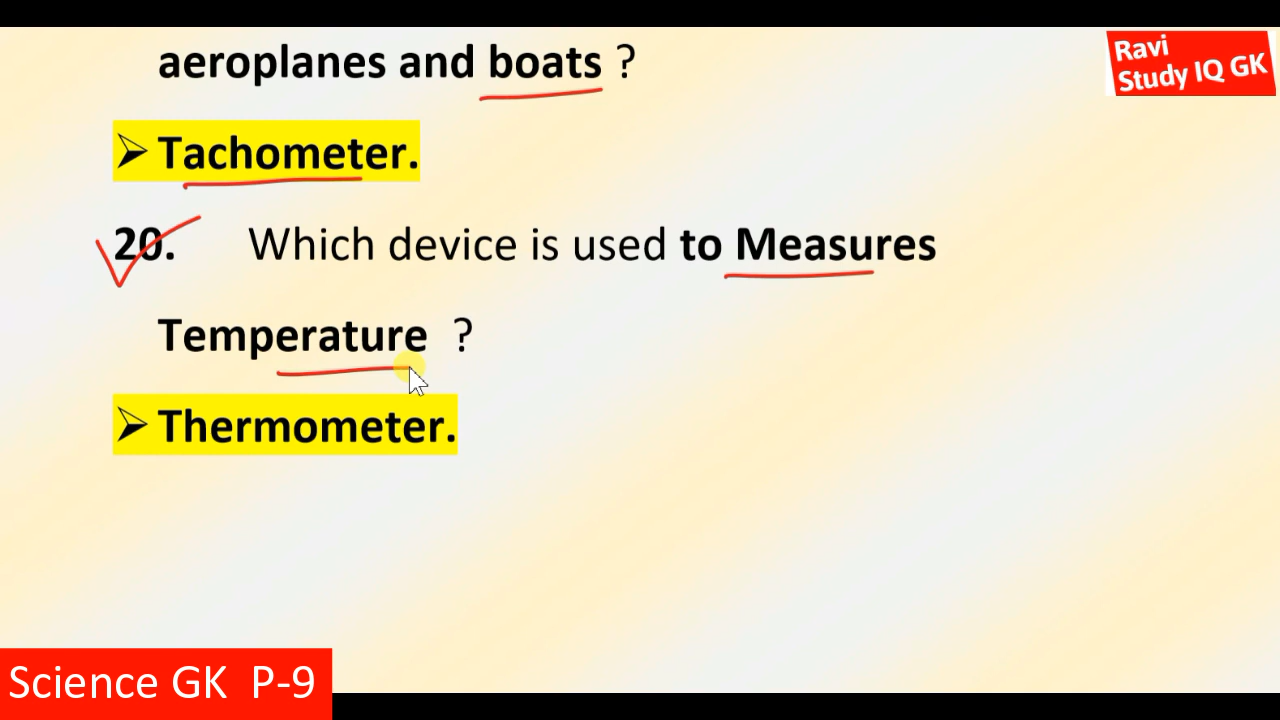 aeroplanes and boats ?
Ravi
Study IQ GK
➢ Tachometer.
20. Which device is used to Measures
Temperature ?
➢ Thermometer.
Science GK P-9